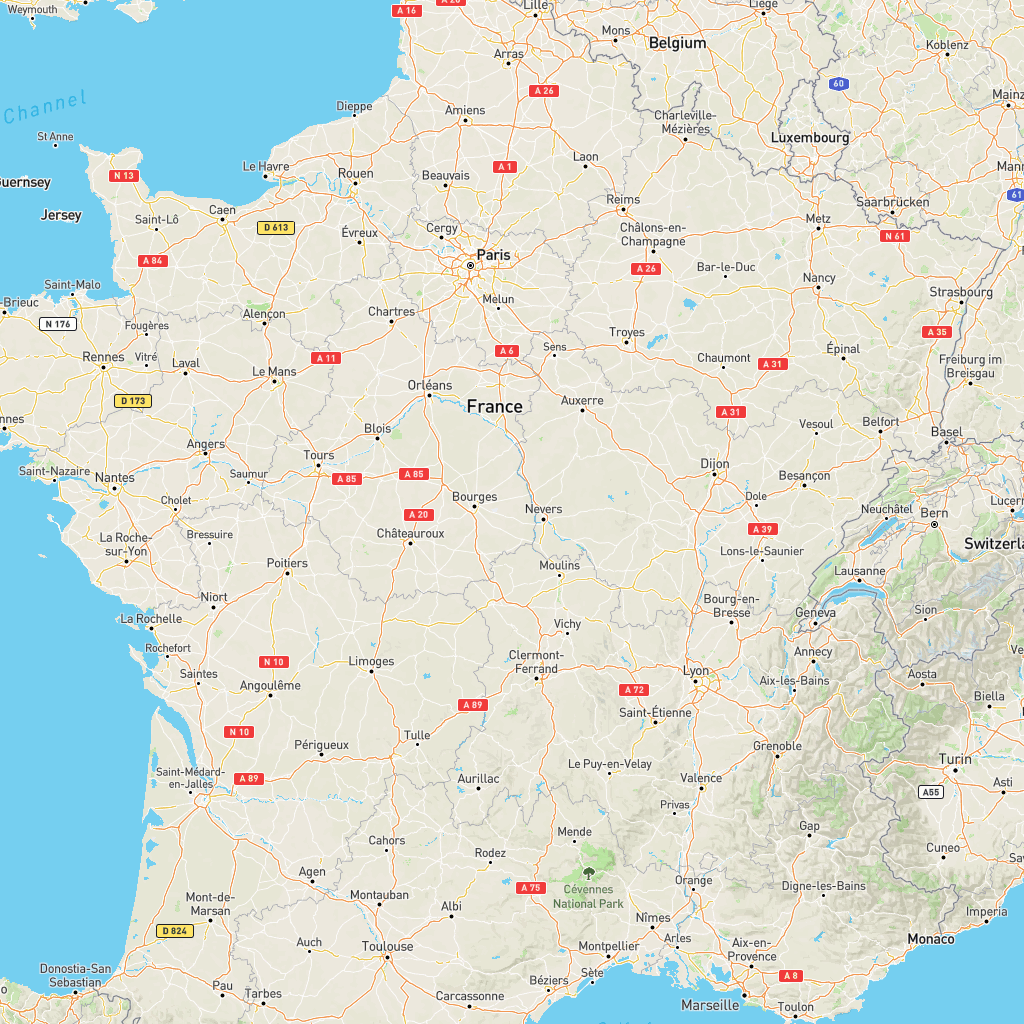 Weymouth
A 16
A 26
Lille
Liège
Mons
Belgium
Koblenz
Arras
60
A 26
Mainz
Channel
Dieppe
Amiens
Charleville-
Mézières
St Anne
Luxembourg
Laon
Le Havre
Rouen
A 1
N 13
Beauvais
61
Guernsey
Reims
Saarbrücken
Jersey
Saint-Lô
Caen
D 613
Évreux
Cergy
Châlons-en-
Champagne
Metz
N 61
Paris
A 84
A 26
Bar-le-Duc
Nancy
Saint-Malo
-Brieuc
Melun
Strasbourg
Alençon
Chartres
N 176
Fougères
Troyes
A 35
Sens
A 6
Rennes
Vitré
Laval
A 11
Chaumont
A 31
Épinal
Freiburg im
Breisgau
Le Mans
Orléans
D 173
France
Auxerre
A 31
Vesoul
Belfort
Blois
Basel
Angers
Tours
Saint-Nazaire
Nantes
Saumur
A 85
A 85
Dijon
Besançon
Cholet
Bourges
Dole
Nevers
Neuchâtel
Bern
A 20
A 39
Bressuire
Châteauroux
La Roche-
sur-Yon
Lons-le-Saunier
Poitiers
Moulins
Lausanne
Niort
Bourg-en-
Bresse
Geneva
Sion
La Rochelle
Vichy
Rochefort
N 10
Limoges
Clermont-
Ferrand
Annecy
Saintes
Angoulême
Lyon
Aix-les-Bains
Aosta
A 72
Biella
A 89
Saint-Étienne
N 10
Tulle
Périgueux
Grenoble
Turin
Saint-Médard-
en-Jalles
A 89
Aurillac
Le Puy-en-Velay
Valence
Asti
A55
Privas
Cahors
Mende
Gap
Cuneo
Rodez
Agen
A 75
Cévennes
National Park
Orange
Digne-les-Bains
Mont-de-
Marsan
Montauban
Albi
Imperia
Nîmes
D 824
Auch
Toulouse
Montpellier
Arles
Aix-en-
Provence
Monaco
Donostia-San
Sebastian
Sète
A 8
Pau
Tarbes
Béziers
Carcassonne
Marseille
Toulon